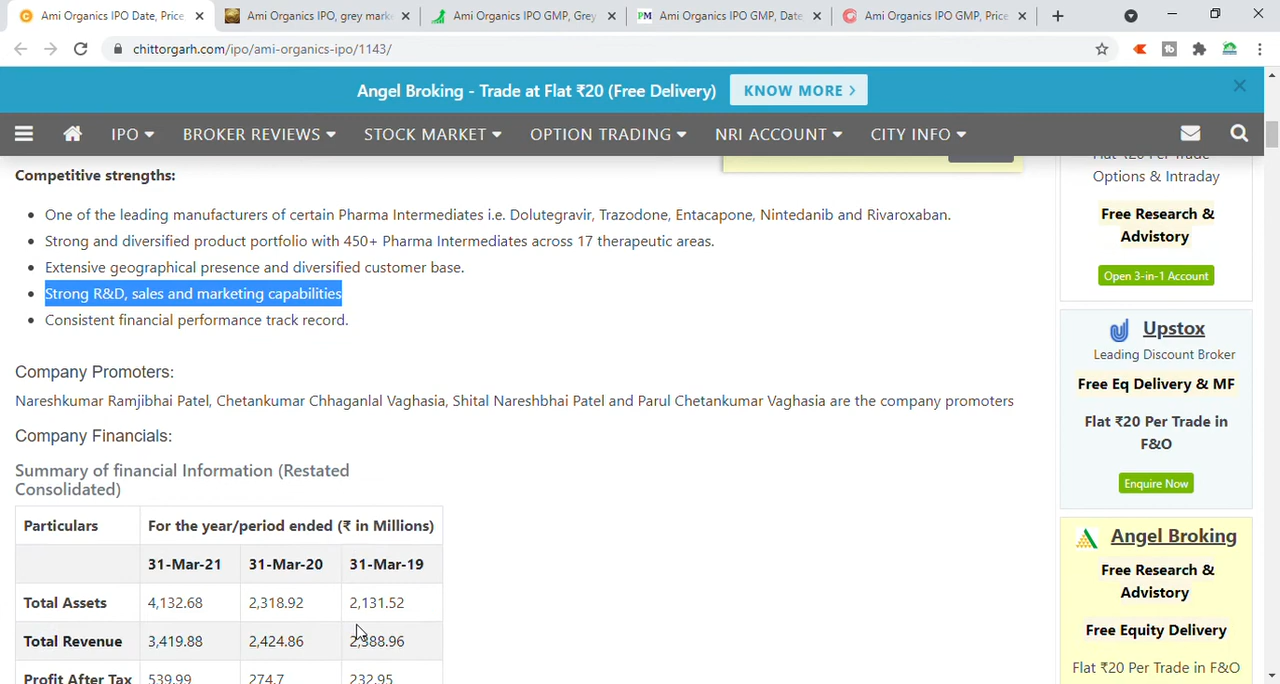 Ami Organics IPO Date, Price,
Ami Organics IPO, grey mark
Ami Organics IPO GMP, Grey
PM Ami Organics IPO GMP, Date
Ami Organics IPO GMP, Price
chittorgarh.com/ipo/ami-organics-ipo/1143/
Angel Broking - Trade at Flat ₹20 (Free Delivery) KNOW MORE
IPO BROKER REVIEWS STOCK MARKET OPTION TRADING NRI ACCOUNT CITY INFO
Competitive strengths:
One of the leading manufacturers of certain Pharma Intermediates i.e. Dolutegravir, Trazodone, Entacapone, Nintedanib and Rivaroxaban.
Strong and diversified product portfolio with 450+ Pharma Intermediates across 17 therapeutic areas.
Extensive geographical presence and diversified customer base.
Strong R&D, sales and marketing capabilities
Consistent financial performance track record.
Company Promoters:
Nareshkumar Ramjibhai Patel, Chetankumar Chhaganlal Vaghasia, Shital Nareshbhai Patel and Parul Chetankumar Vaghasia are the company promoters
Company Financials:
Summary of financial Information (Restated
Consolidated)
Particulars For the year/period ended (₹ in Millions)
31-Mar-21 31-Mar-20 31-Mar-19
Total Assets 4,132.68 2,318.92 2,131.52
Total Revenue 3,419.88 2,424.86 2,388.96
Profit After Tax 539.99 274.7 232.95
Flat ₹20 Per Trade
Options & Intraday
Free Research &
Advistory
Open 3-in-1 Account
Upstox
Leading Discount Broker
Free Eq Delivery & MF
Flat ₹20 Per Trade in
F&O
Enquire Now
Angel Broking
Free Research &
Advistory
Free Equity Delivery
Flat ₹20 Per Trade in F&O